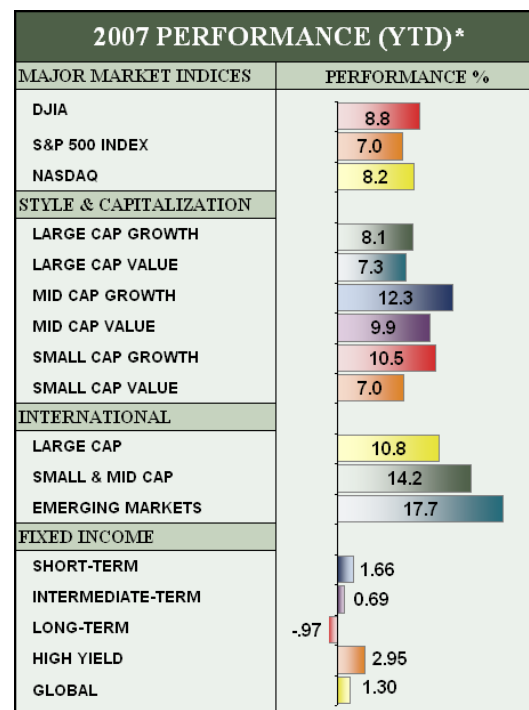 2007 PERFORMANCE (YTD)*
MAJOR MARKET INDICES PERFORMANCE %
DJIA 8.8
S&P 500 INDEX 7.0
NASDAQ 8.2
STYLE & CAPITALIZATION
LARGE CAP GROWTH 8.1
LARGE CAP VALUE 7.3
MID CAP GROWTH 12.3
MID CAP VALUE 9.9
SMALL CAP GROWTH 10.5
SMALL CAP VALUE 7.0
INTERNATIONAL
LARGE CAP 10.8
SMALL & MID CAP 14.2
EMERGING MARKETS 17.7
FIXED INCOME
SHORT-TERM 1.66
INTERMEDIATE-TERM 0.69
LONG-TERM -.97
HIGH YIELD 2.95
GLOBAL 1.30